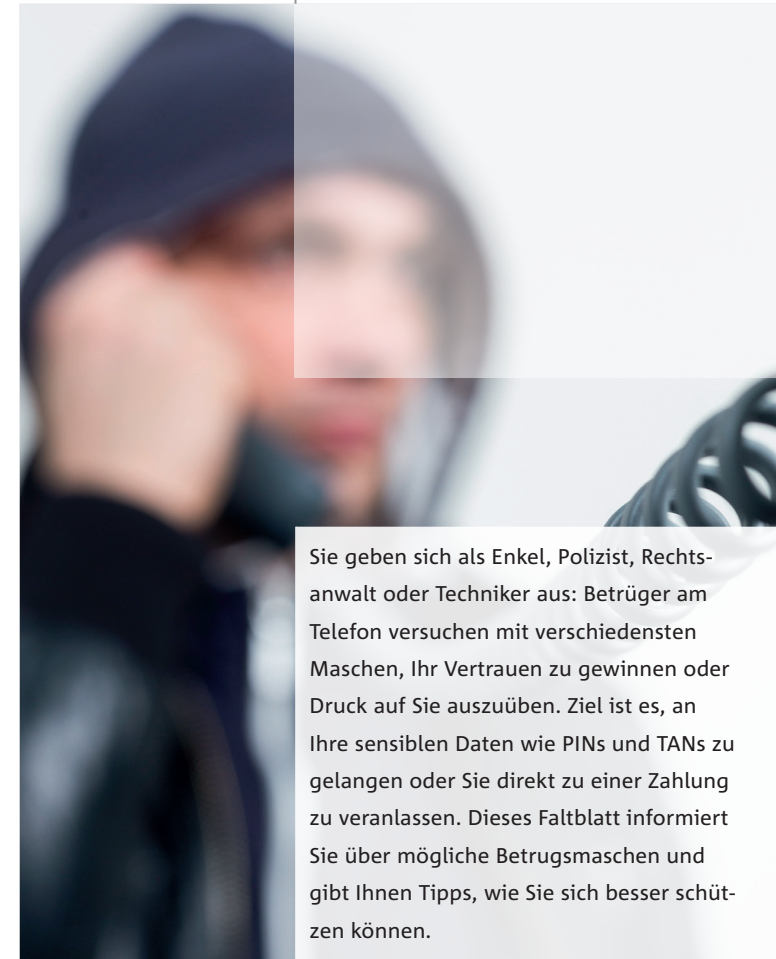 Sie geben sich als Enkel, Polizist, Rechts-
anwalt oder Techniker aus: Betrüger am
Telefon versuchen mit verschiedensten
Maschen, Ihr Vertrauen zu gewinnen oder
Druck auf Sie auszuüben. Ziel ist es, an
Ihre sensiblen Daten wie PINs und TANs zu
gelangen oder Sie direkt zu einer Zahlung
zu veranlassen. Dieses Faltblatt informiert
Sie über mögliche Betrugsmaschen und
gibt Ihnen Tipps, wie Sie sich besser schüt-
zen können.